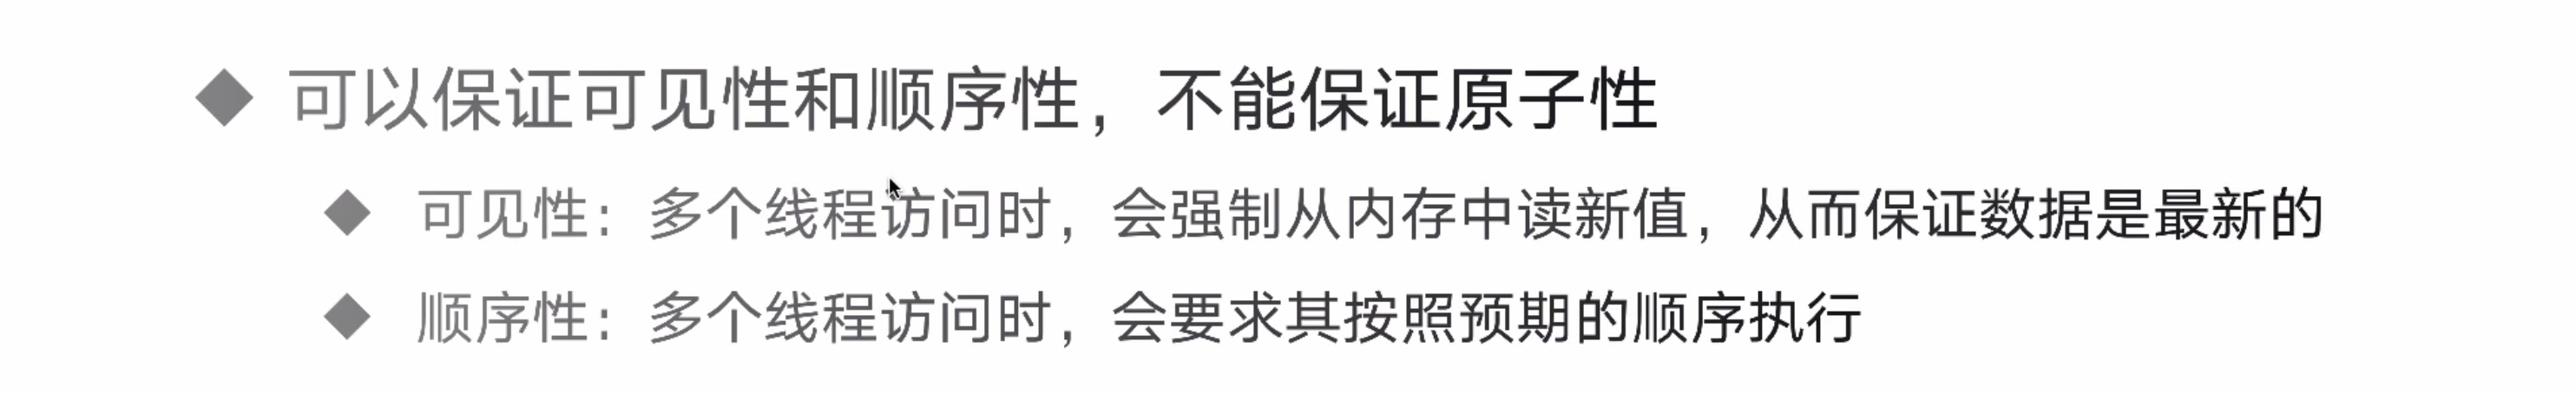 可以保证可见性和顺序性，不能保证原子性
可见性：多个线程访问时，会强制从内存中读新值，从而保证数据是最新的
顺序性：多个线程访问时，会要求其按照预期的顺序执行